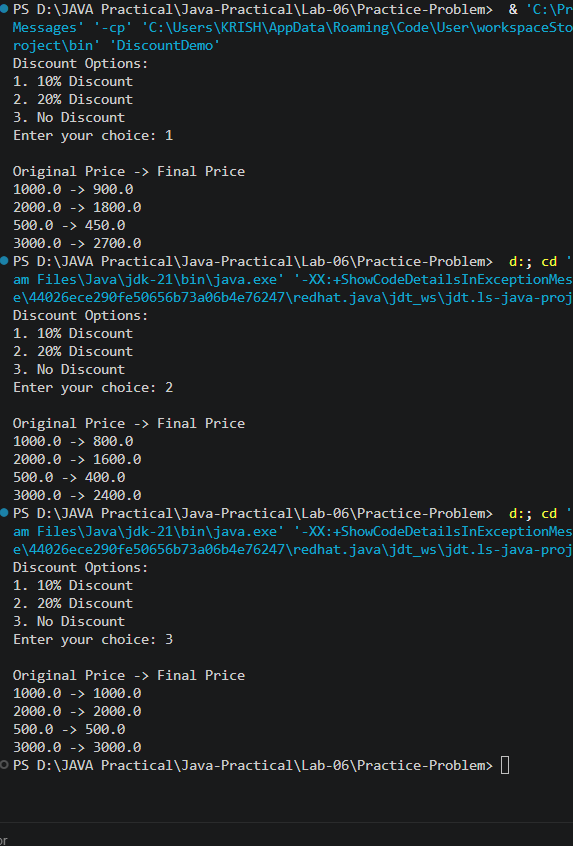 PS D:\JAVA Practical\Java-Practical\Lab-06\Practice-Problem>  & 'C:\Pr
Messages' '-cp' 'C:\Users\KRISH\AppData\Roaming\Code\User\workspaceSto
roject\bin' 'DiscountDemo'
Discount Options:
1. 10% Discount
2. 20% Discount
3. No Discount
Enter your choice: 1

Original Price -> Final Price
1000.0 -> 900.0
2000.0 -> 1800.0
500.0 -> 450.0
3000.0 -> 2700.0
PS D:\JAVA Practical\Java-Practical\Lab-06\Practice-Problem>  d:; cd '
am Files\Java\jdk-21\bin\java.exe' '-XX:+ShowCodeDetailsInExceptionMes
e\44026ece290fe50656b73a06b4e76247\redhat.java\jdt_ws\jdt.ls-java-proj
Discount Options:
1. 10% Discount
2. 20% Discount
3. No Discount
Enter your choice: 2

Original Price -> Final Price
1000.0 -> 800.0
2000.0 -> 1600.0
500.0 -> 400.0
3000.0 -> 2400.0
PS D:\JAVA Practical\Java-Practical\Lab-06\Practice-Problem>  d:; cd '
am Files\Java\jdk-21\bin\java.exe' '-XX:+ShowCodeDetailsInExceptionMes
e\44026ece290fe50656b73a06b4e76247\redhat.java\jdt_ws\jdt.ls-java-proj
Discount Options:
1. 10% Discount
2. 20% Discount
3. No Discount
Enter your choice: 3

Original Price -> Final Price
1000.0 -> 1000.0
2000.0 -> 2000.0
500.0 -> 500.0
3000.0 -> 3000.0
PS D:\JAVA Practical\Java-Practical\Lab-06\Practice-Problem>
or